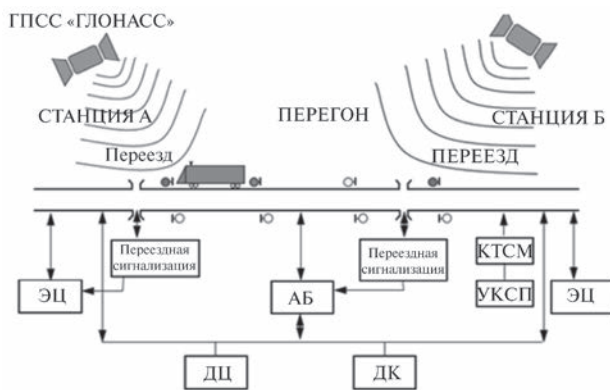 ГПСС «ГЛОНАСС»
СТАНЦИЯ А
ПЕРЕГОН
СТАНЦИЯ Б
Переезд
ПЕРЕЕЗД
Переездная
сигнализация
Переездная
сигнализация
КТСМ
ЭЦ
АБ
УКСП
ЭЦ
ДЦ
ДК